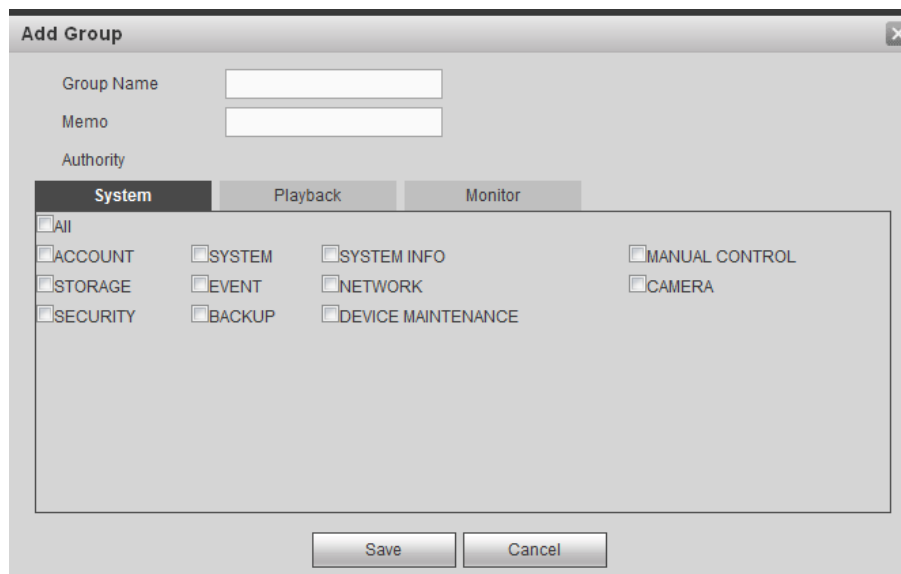 Add Group
Group Name
Memo
Authority
System Playback Monitor
All
ACCOUNT SYSTEM SYSTEM INFO MANUAL CONTROL
STORAGE EVENT NETWORK CAMERA
SECURITY BACKUP DEVICE MAINTENANCE
Save Cancel